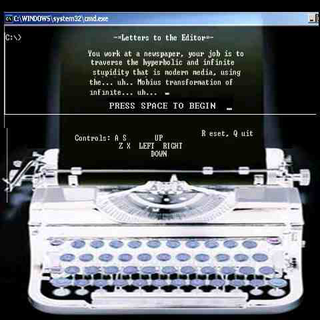 C:\WINDOWS\system32\cmd.exe
C:\> -=Letters to the Editor=-
You work at a newspaper, your job is to
traverse the hyperbolic and infinite
stupidity that is modern media, using
the... uh.. Mobius transformation of
infinite... uh... _
PRESS SPACE TO BEGIN _
R eset, Q uit
Controls: A S UP
Z X LEFT RIGHT
DOWN